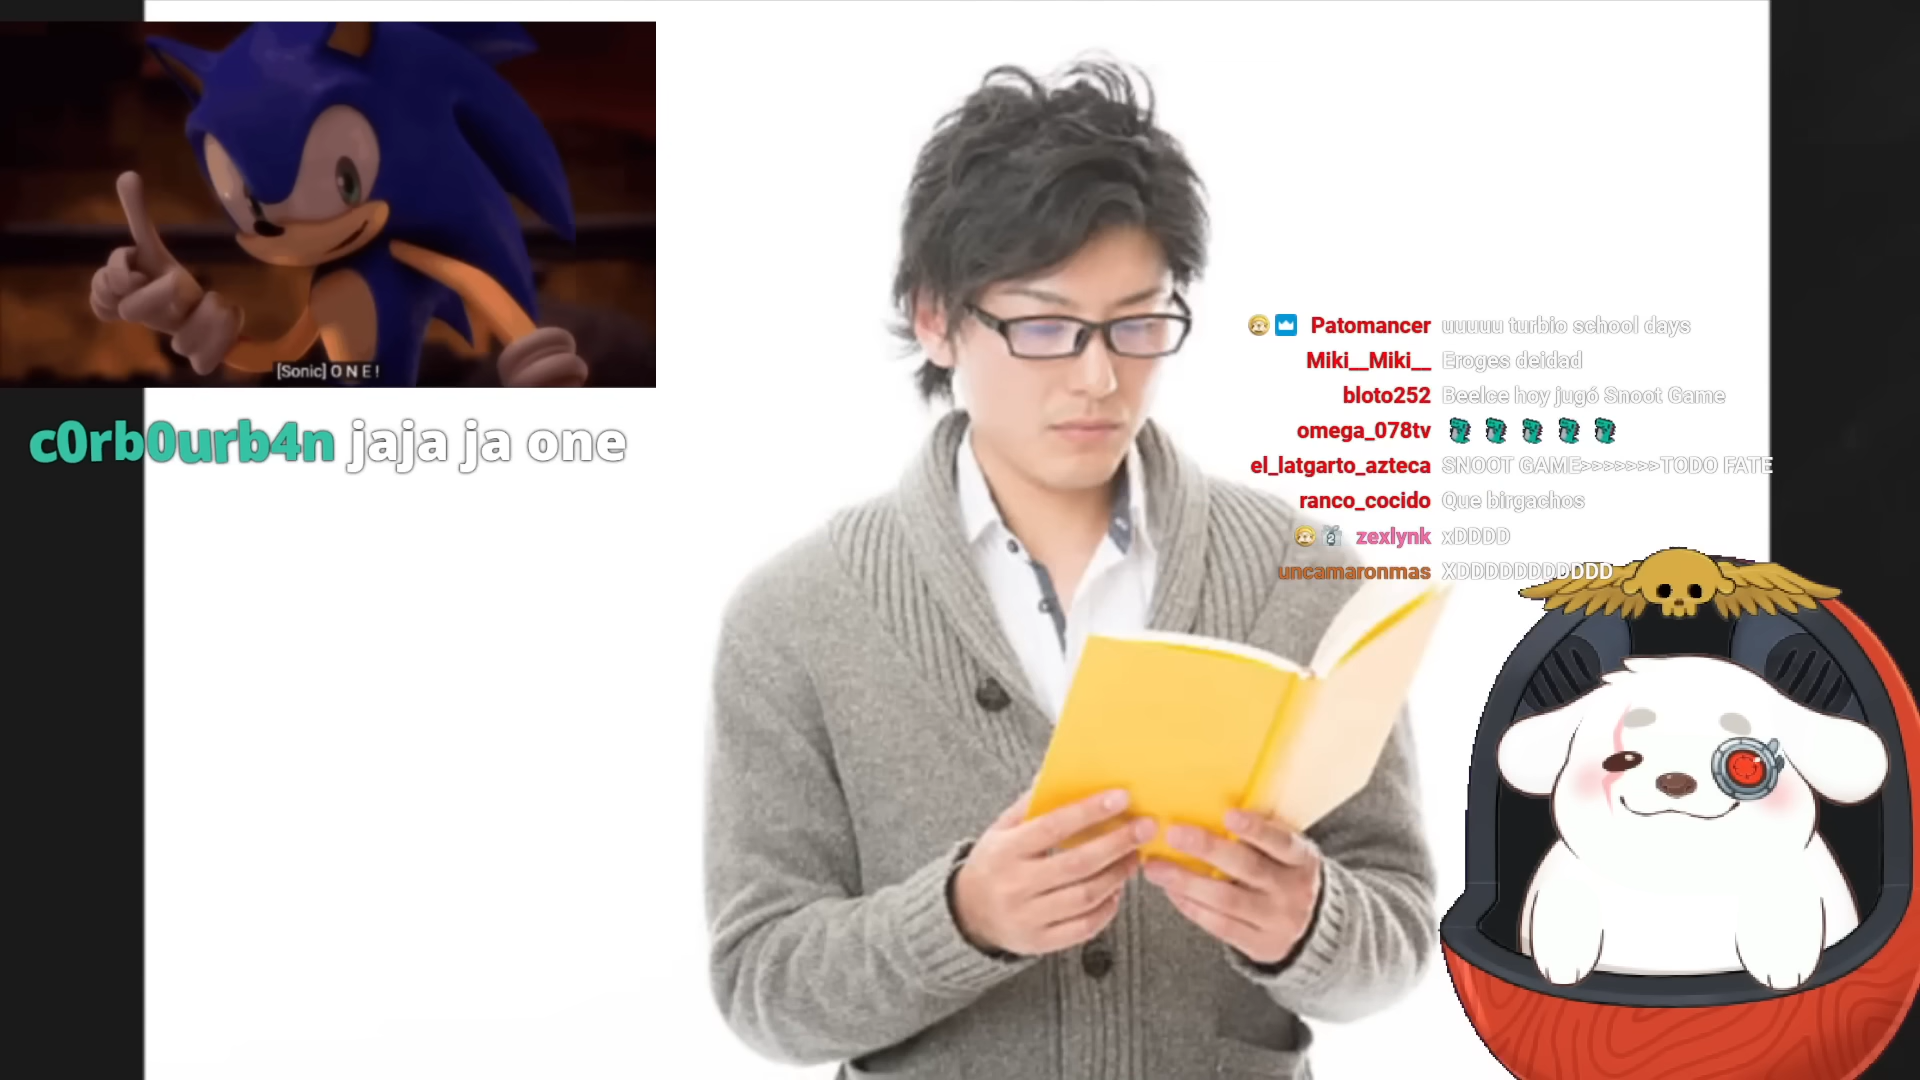 [Sonic] O N E !
c0rb0urb4n jaja ja one
Patomancer uuuuu turbio school days
Miki__Miki__ Eroges deidad
bloto252 Beelce hoy jugó Snoot Game
omega_078tv
el_latgarto_azteca SNOOT GAME>>>>>>>TODO FATE
ranco_cocido Que birgachos
2 zexlynk xDDDD
uncamaronmas XDDDDDDDDDDD